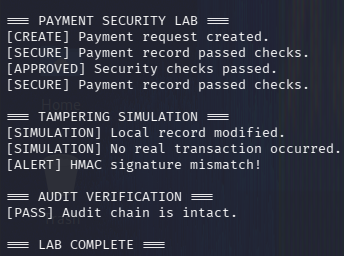 === PAYMENT SECURITY LAB ===
[CREATE] Payment request created.
[SECURE] Payment record passed checks.
[APPROVED] Security checks passed.
[SECURE] Payment record passed checks.
Home
=== TAMPERING SIMULATION ===
[SIMULATION] Local record modified.
[SIMULATION] No real transaction occurred.
[ALERT] HMAC signature mismatch!
=== AUDIT VERIFICATION ===
[PASS] Audit chain is intact.
=== LAB COMPLETE ===